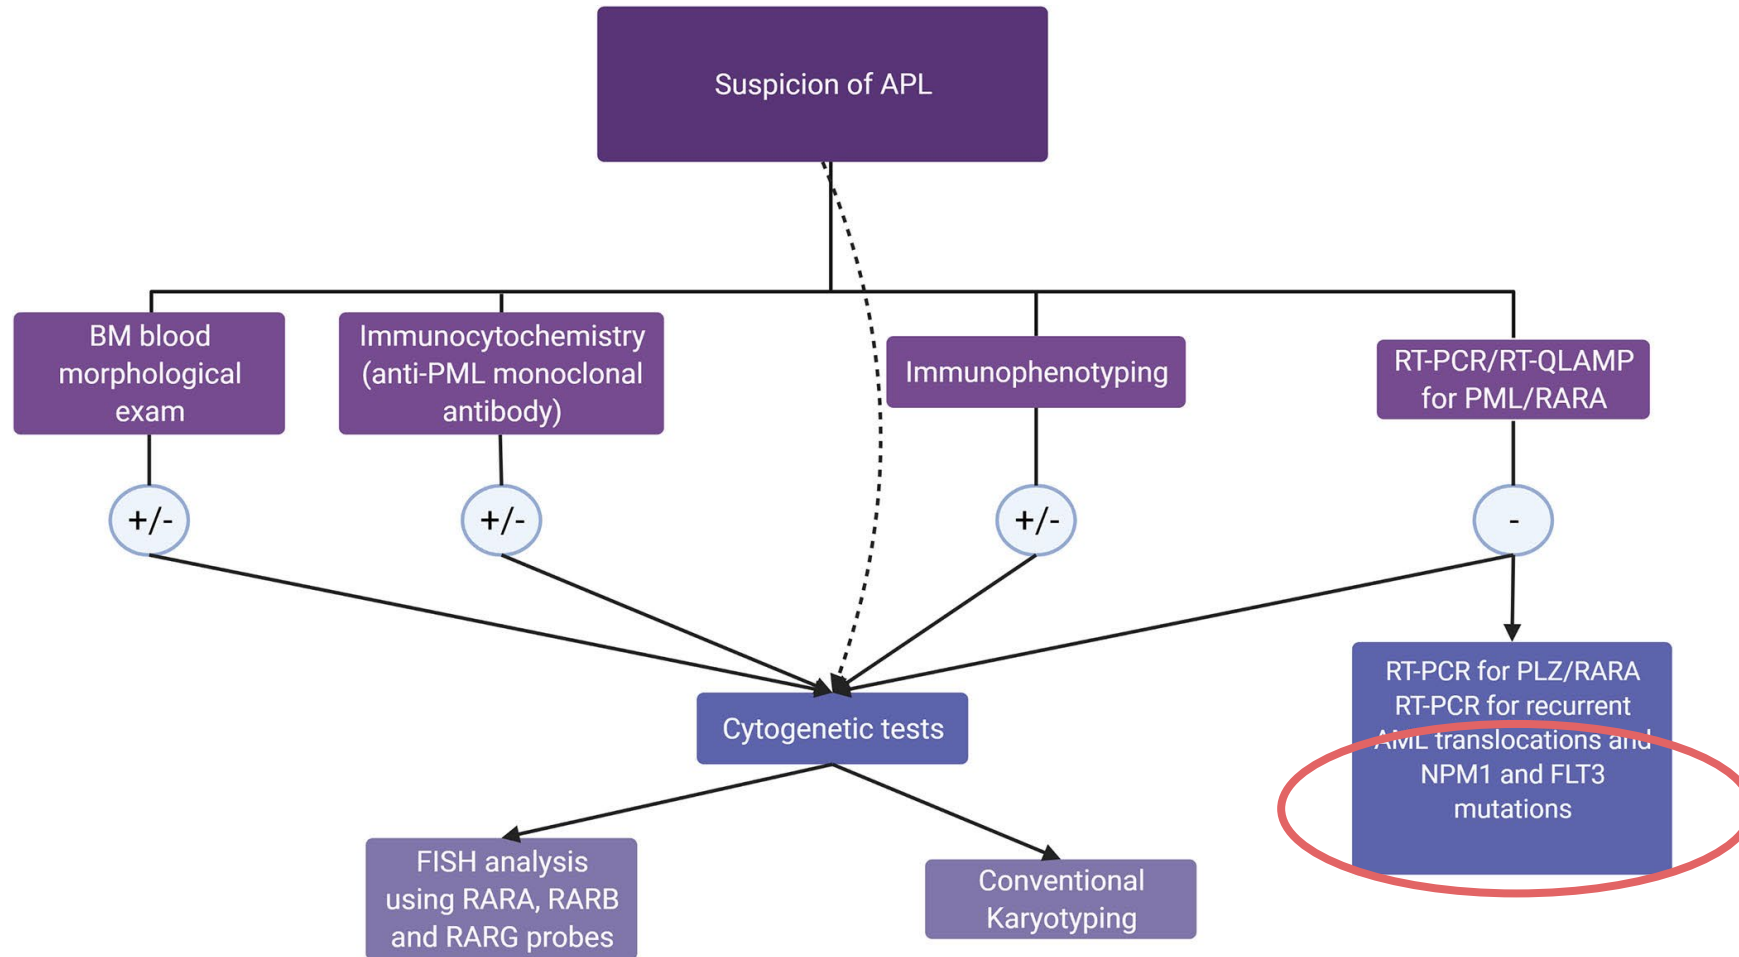 Suspicion of APL
BM blood
morphological
exam
Immunocytochemistry
(anti-PML monoclonal
antibody)
Immunophenotyping
RT-PCR/RT-QLAMP
for PML/RARA
+/-
+/-
+/-
-
Cytogenetic tests
RT-PCR for PLZ/RARA
RT-PCR for recurrent
AML translocations and
NPM1 and FLT3
mutations
FISH analysis
using RARA, RARB
and RARG probes
Conventional
Karyotyping